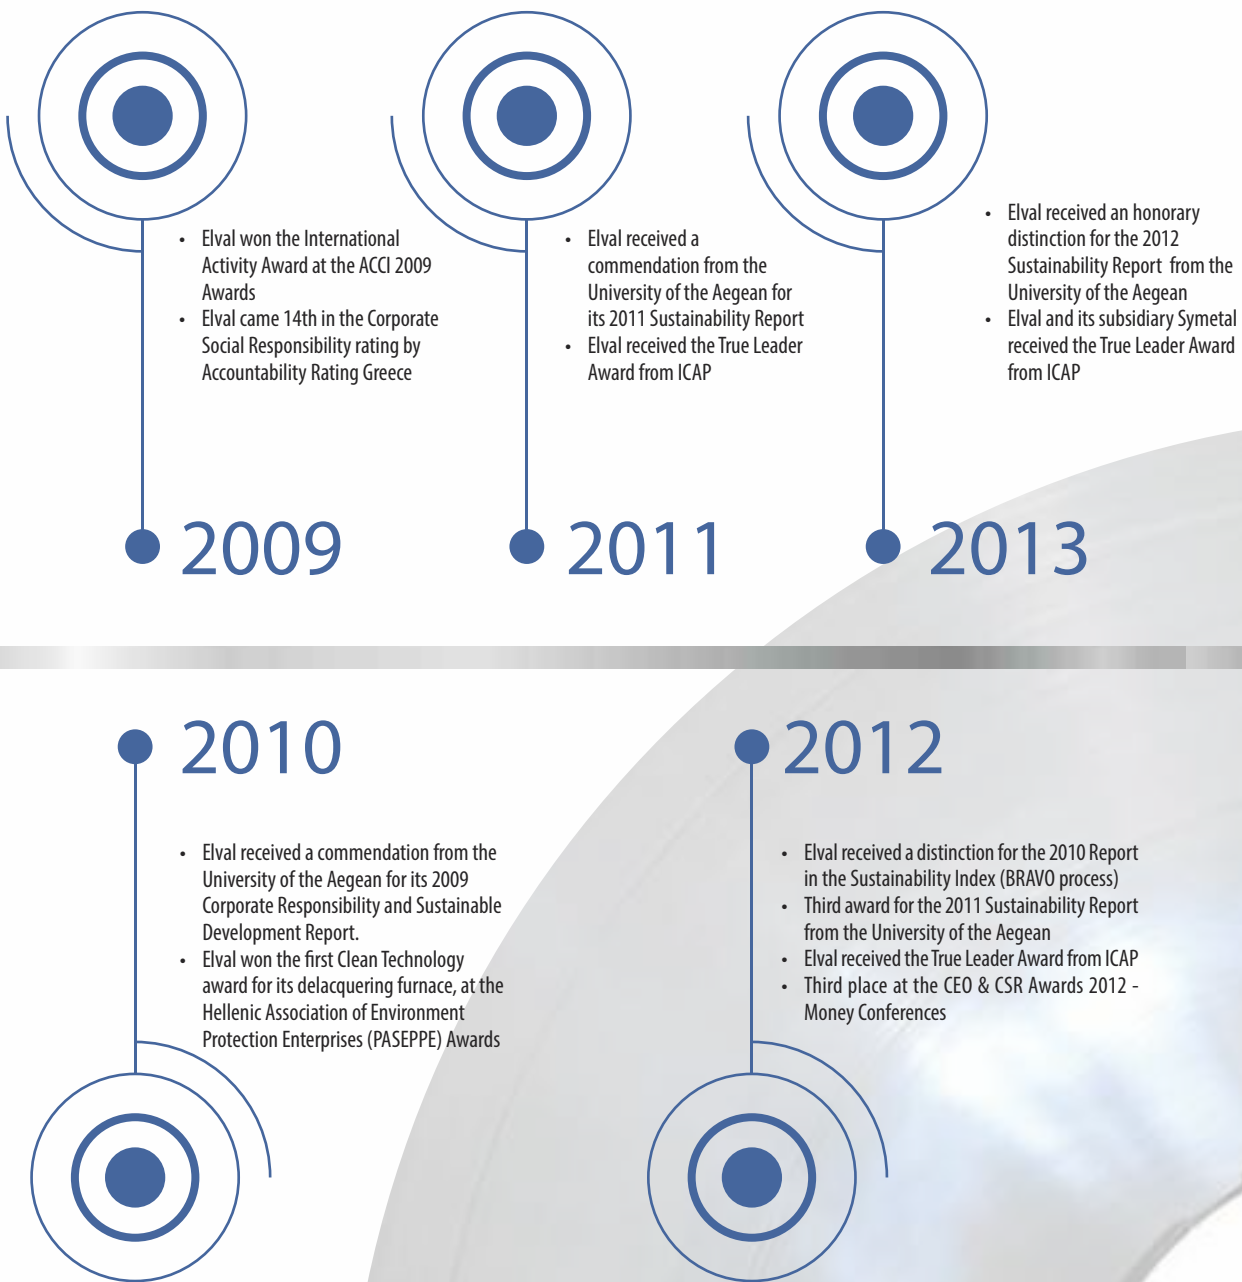 • Elval won the International
Activity Award at the ACCI 2009
Awards
• Elval came 14th in the Corporate
Social Responsibility rating by
Accountability Rating Greece
2009
• Elval received a
commendation from the
University of the Aegean for
its 2011 Sustainability Report
• Elval received the True Leader
Award from ICAP
2011
• Elval received an honorary
distinction for the 2012
Sustainability Report from the
University of the Aegean
• Elval and its subsidiary Symetal
received the True Leader Award
from ICAP
2013
2010
• Elval received a commendation from the
University of the Aegean for its 2009
Corporate Responsibility and Sustainable
Development Report.
• Elval won the first Clean Technology
award for its delacquering furnace, at the
Hellenic Association of Environment
Protection Enterprises (PASEPPE) Awards
2012
• Elval received a distinction for the 2010 Report
in the Sustainability Index (BRAVO process)
• Third award for the 2011 Sustainability Report
from the University of the Aegean
• Elval received the True Leader Award from ICAP
• Third place at the CEO & CSR Awards 2012 -
Money Conferences